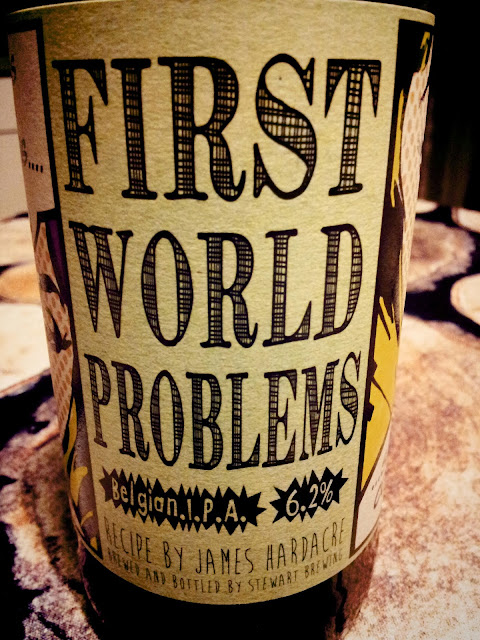 FIRST
WORLD
PROBLEMS
Belgian I.P.A. 6.2%
RECIPE BY JAMES HARDACRE
BREWED AND BOTTLED BY STEWART BREWING